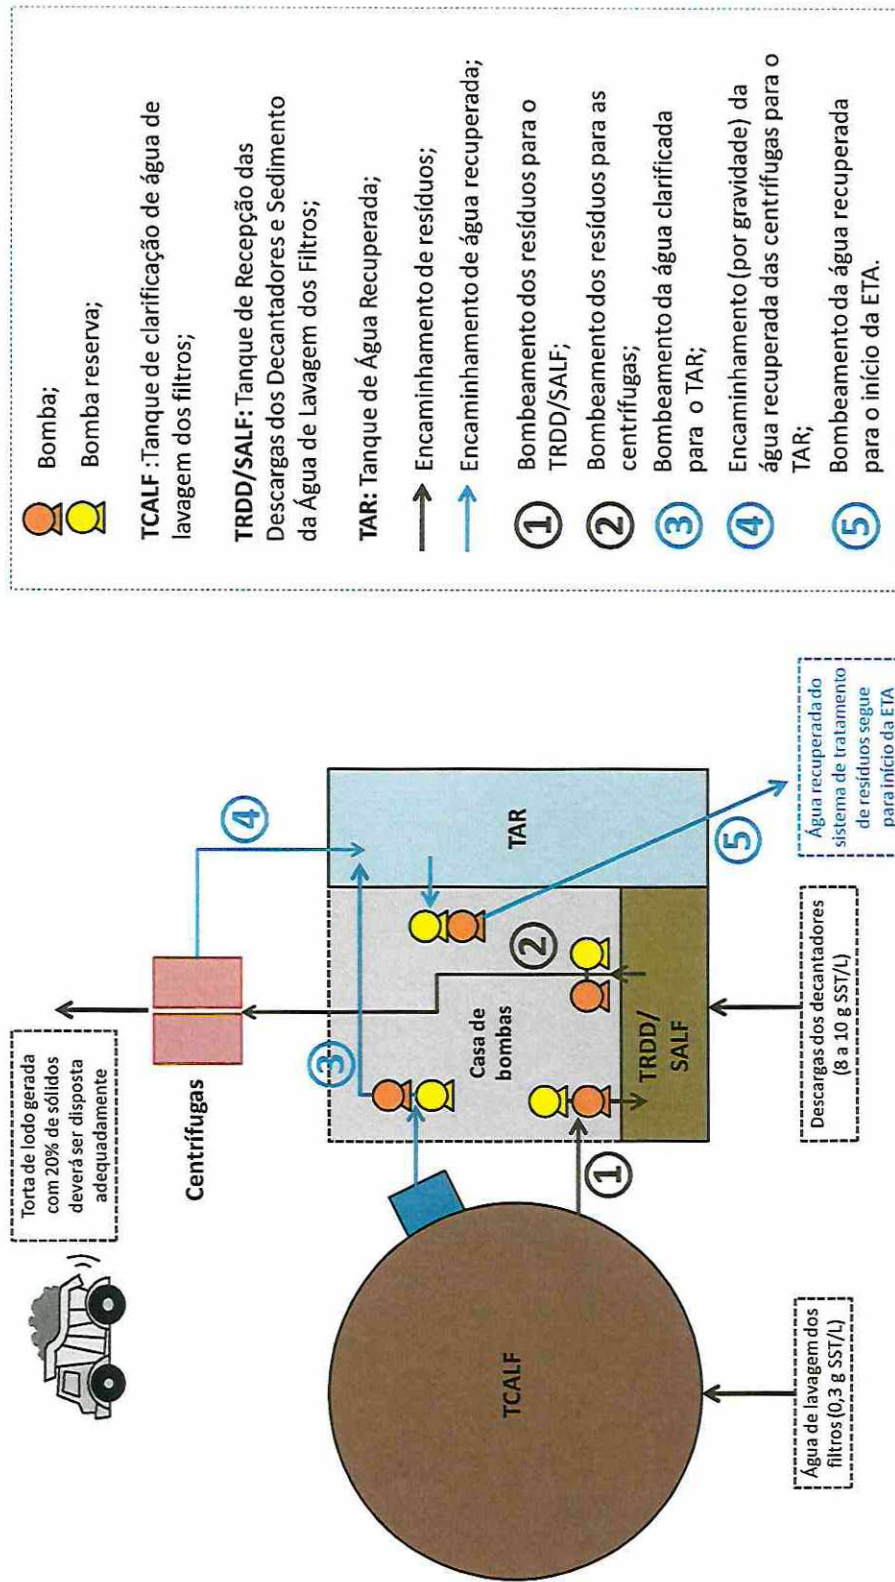 Torta de lodo gerada
com 20% de sólidos
deverá ser disposta
adequadamente
Centrífugas
3
4
Casa de
bombas
2
TAR
TCALF
1
TRDD/
SALF
5
Água de lavagem dos
filtros (0,3 g SST/L)
Descargas dos decantadores
(8 a 10 g SST/L)
Água recuperada do
sistema de tratamento
de resíduos segue
para início da ETA
Bomba;
Bomba reserva;
TCALF :Tanque de clarificação de água de
lavagem dos filtros;
TRDD/SALF: Tanque de Recepção das
Descargas dos Decantadores e Sedimento
da Água de Lavagem dos Filtros;
TAR: Tanque de Água Recuperada;
Encaminhamento de resíduos;
Encaminhamento de água recuperada;
1 Bombeamento dos resíduos para o
TRDD/SALF;
2 Bombeamento dos resíduos para as
centrífugas;
3 Bombeamento da água clarificada
para o TAR;
4 Encaminhamento (por gravidade) da
água recuperada das centrífugas para o
TAR;
5 Bombeamento da água recuperada
para o início da ETA.